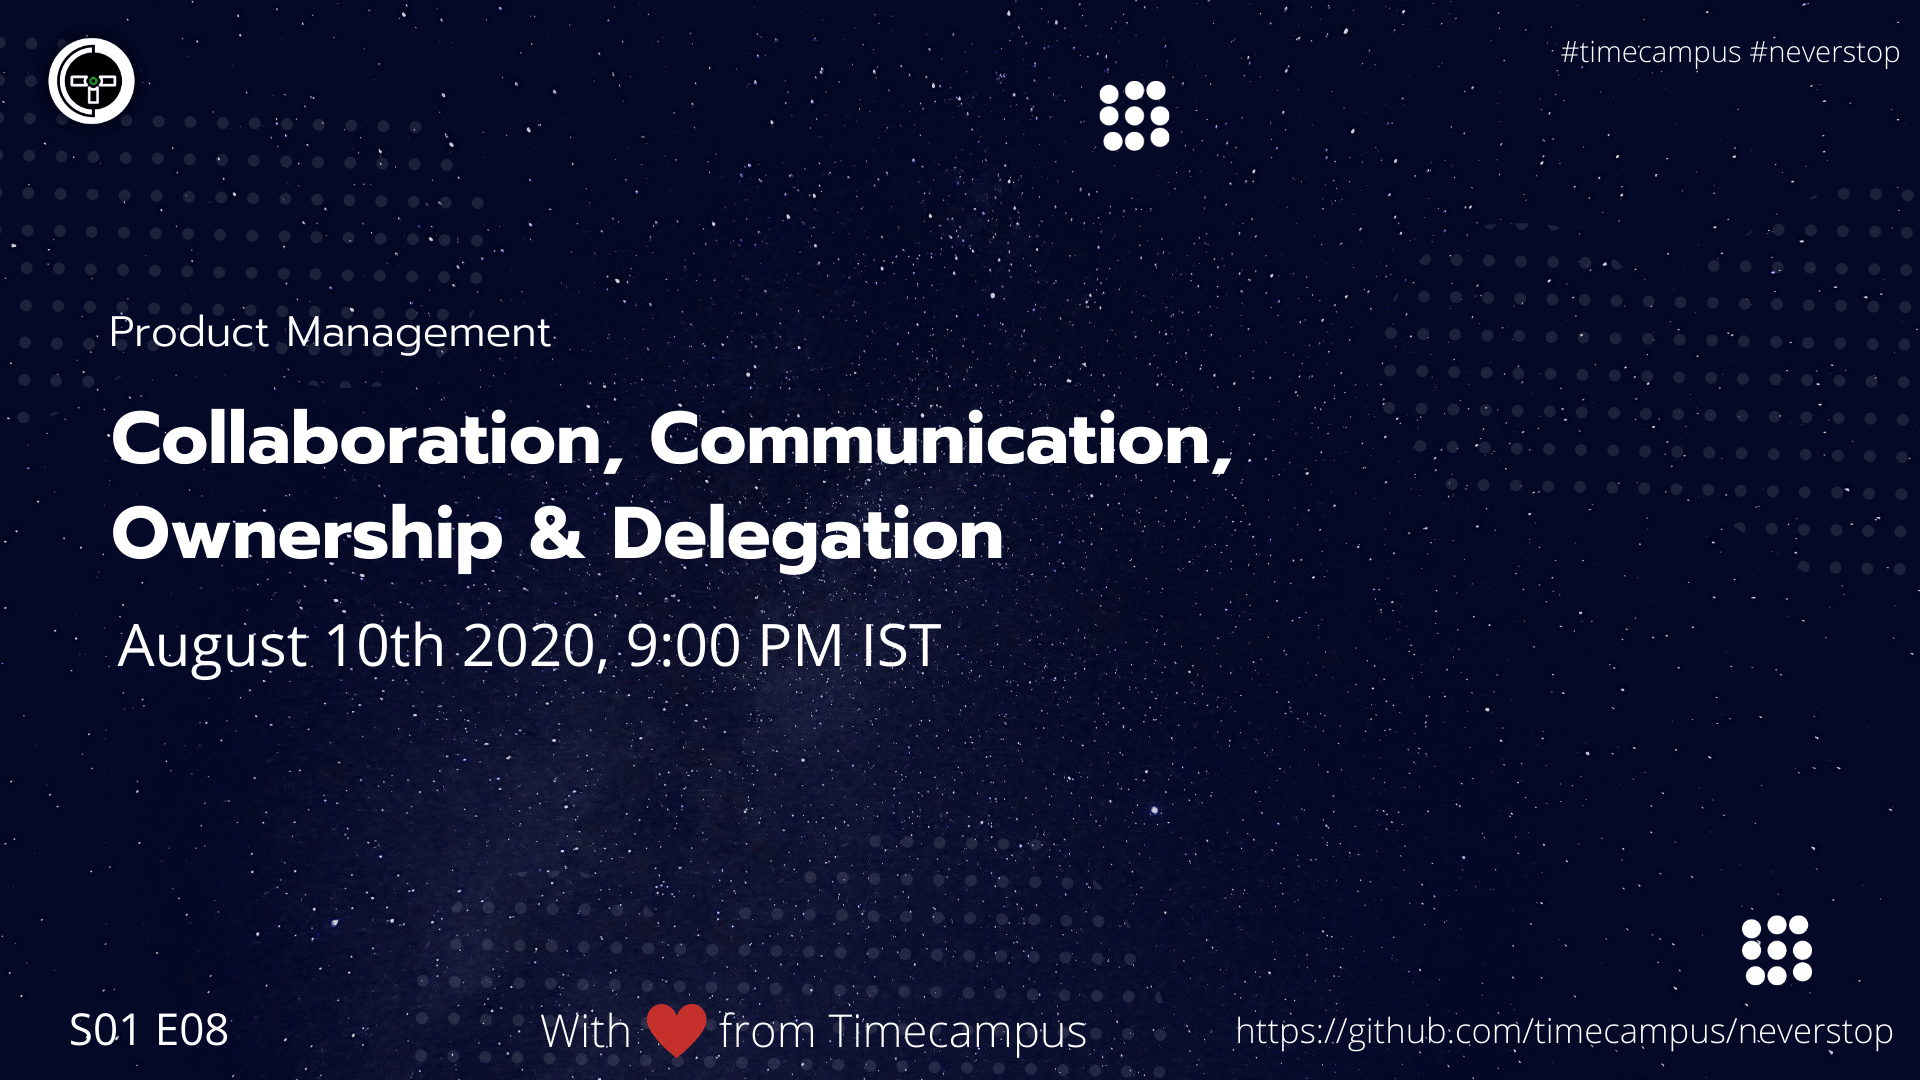 #timecampus #neverstop
Product Management
Collaboration, Communication,
Ownership & Delegation
August 10th 2020, 9:00 PM IST
S01 E08
With ❤ from Timecampus
https://github.com/timecampus/neverstop